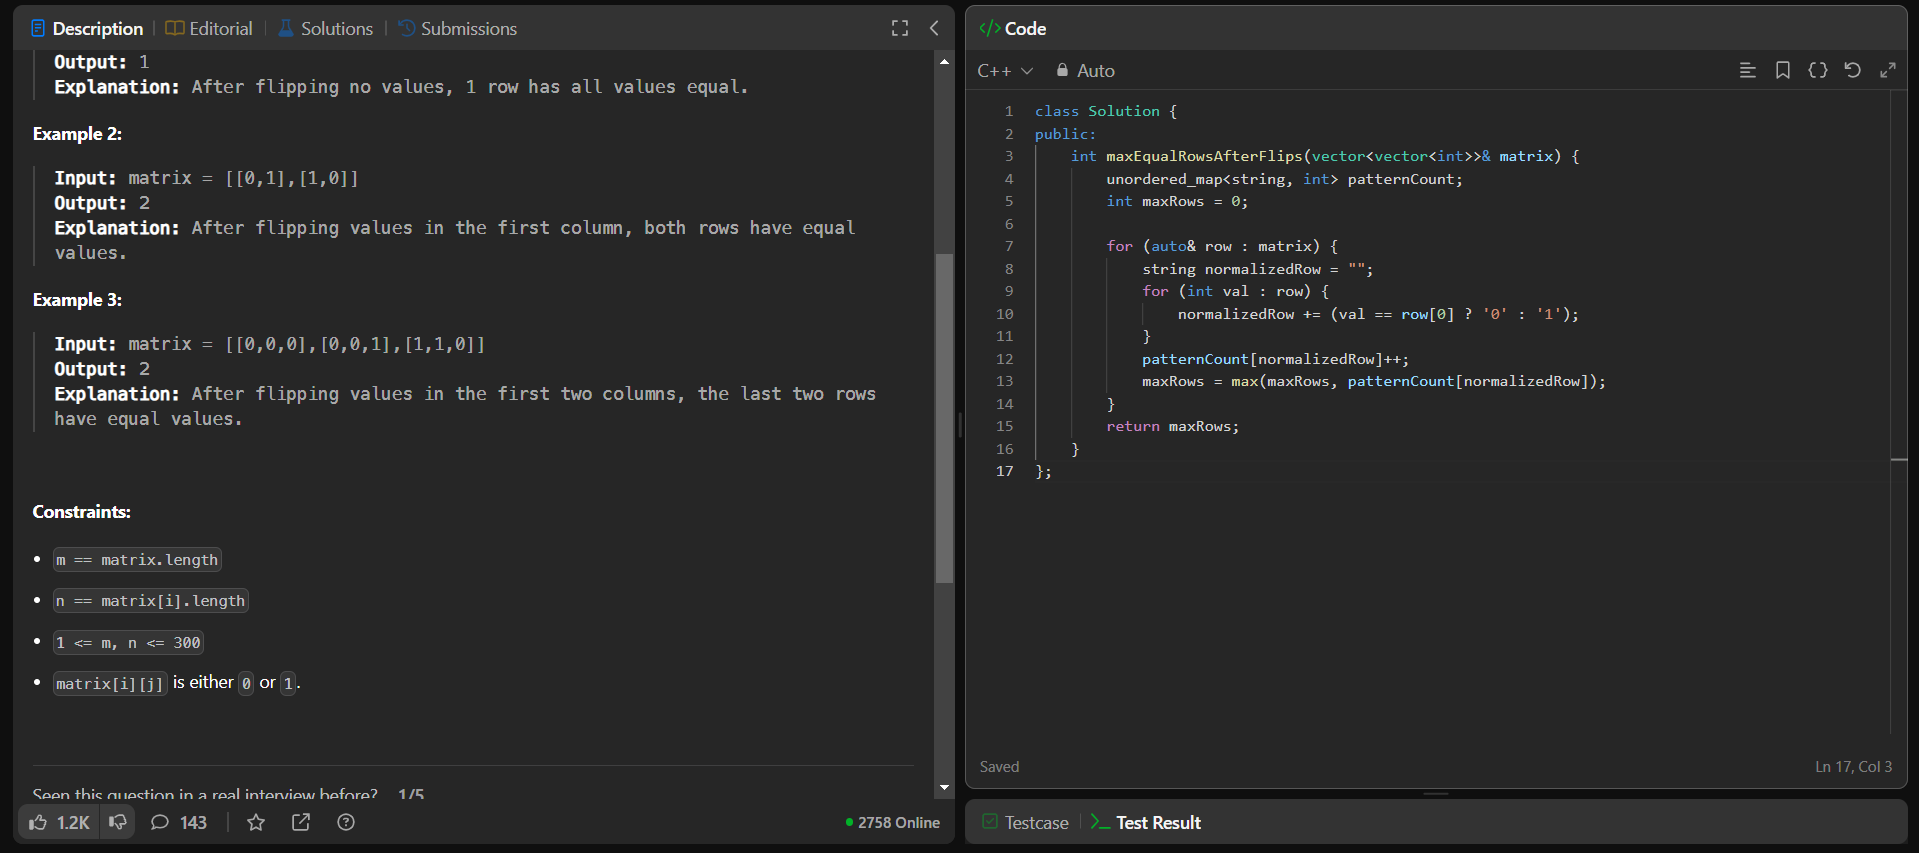 Description
Editorial
Solutions
Submissions
Output: 1
Explanation: After flipping no values, 1 row has all values equal.
Example 2:
Input: matrix = [[0,1],[1,0]]
Output: 2
Explanation: After flipping values in the first column, both rows have equal
values.
Example 3:
Input: matrix = [[0,0,0],[0,0,1],[1,1,0]]
Output: 2
Explanation: After flipping values in the first two columns, the last two rows
have equal values.
Constraints:
• m == matrix.length
• n == matrix[i].length
• 1 <= m, n <= 300
• matrix[i][j] is either 0 or 1.
Seen this question in a real interview before? 1/5
1.2K
143
2758 Online
</> Code
C++
Auto
1 class Solution {
2 public:
3     int maxEqualRowsAfterFlips(vector<vector<int>>& matrix) {
4         unordered_map<string, int> patternCount;
5         int maxRows = 0;
6
7         for (auto& row : matrix) {
8             string normalizedRow = "";
9             for (int val : row) {
10                 normalizedRow += (val == row[0] ? '0' : '1');
11             }
12             patternCount[normalizedRow]++;
13             maxRows = max(maxRows, patternCount[normalizedRow]);
14         }
15         return maxRows;
16     }
17 };
Saved
Ln 17, Col 3
Testcase
Test Result